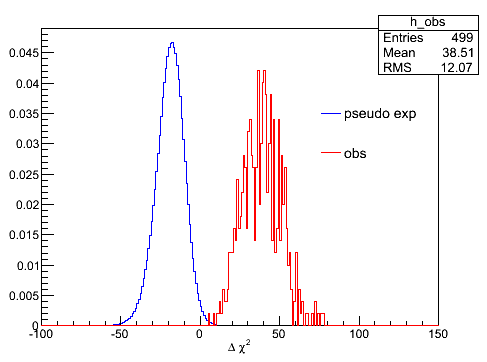 h_obs
Entries 499
Mean 38.51
RMS 12.07
0.045
0.04
0.035
0.03
0.025
0.02
0.015
0.01
0.005
0
pseudo exp
obs
-100 -50 0 50 100 150
Δ χ²